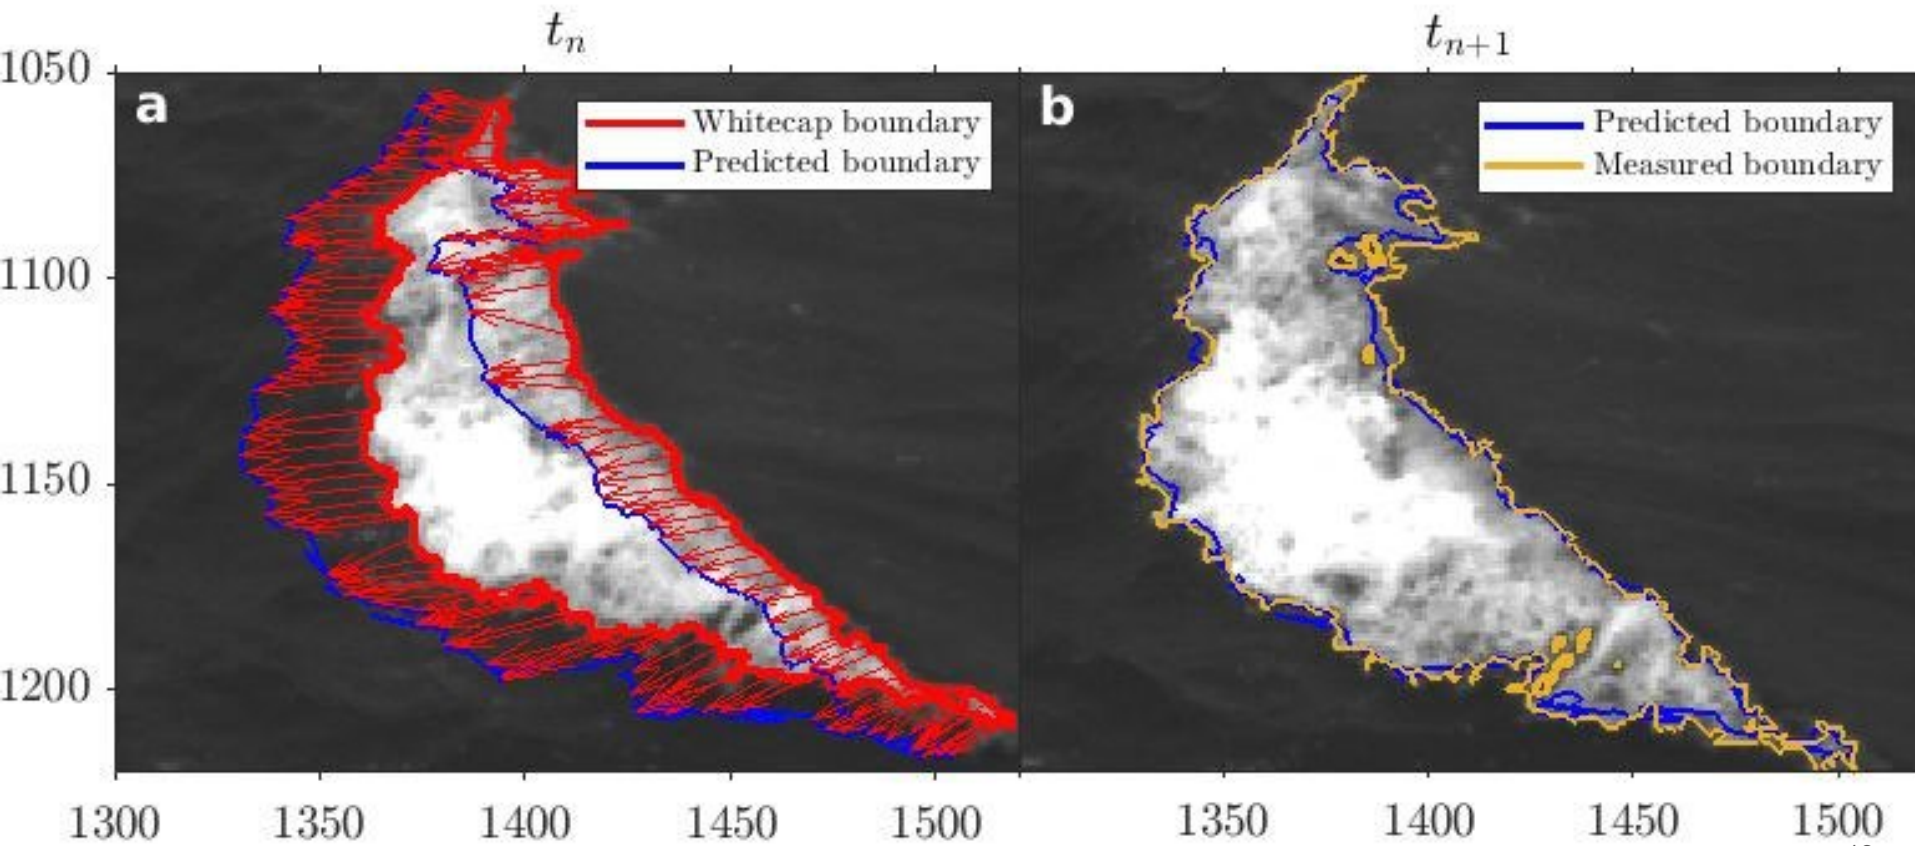 t_n
t_{n+1}
a
Whitecap boundary
Predicted boundary
b
Predicted boundary
Measured boundary
1050
1100
1150
1200
1300 1350 1400 1450 1500
1350 1400 1450 1500